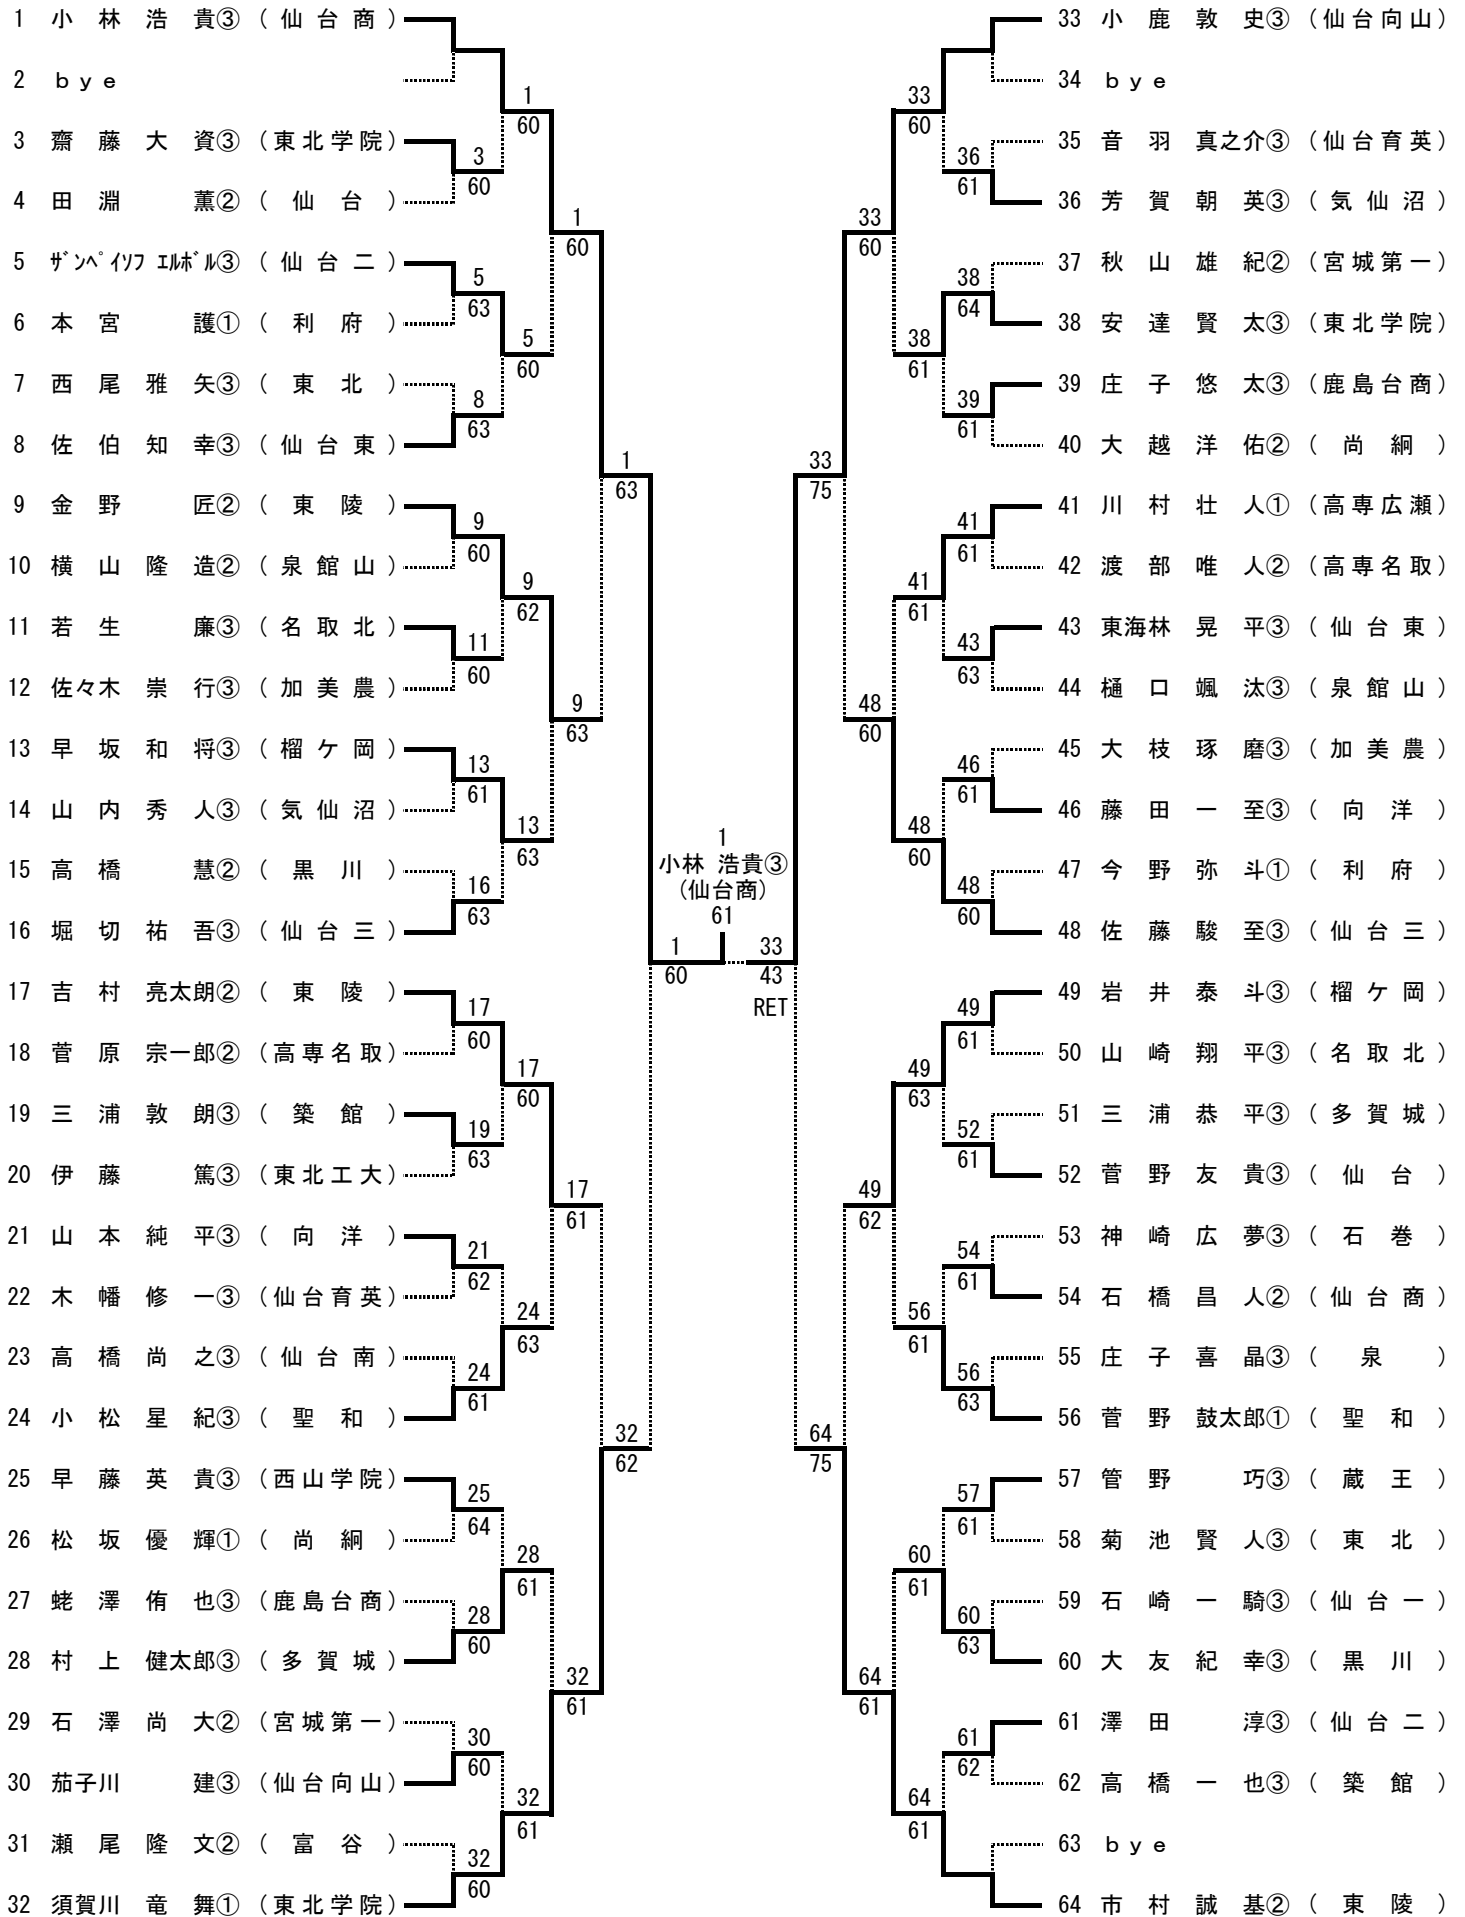 1 小林浩貴③ (仙台商)
2 bye
3 齋藤大資③ (東北学院)
4 田淵薫② (仙台)
5 ザンペイソフ エルボル③ (仙台二)
6 本宮護① (利府)
7 西尾雅矢③ (東北)
8 佐伯知幸③ (仙台東)
9 金野匠② (東陵)
10 横山隆造② (泉館山)
11 若生廉③ (名取北)
12 佐々木崇行③ (加美農)
13 早坂和将③ (榴ケ岡)
14 山内秀人③ (気仙沼)
15 高橋慧② (黒川)
16 堀切祐吾③ (仙台三)
17 吉村亮太朗② (東陵)
18 菅原宗一郎② (高専名取)
19 三浦敦朗③ (築館)
20 伊藤篤③ (東北工大)
21 山本純平③ (向洋)
22 木幡修一③ (仙台育英)
23 高橋尚之③ (仙台南)
24 小松星紀③ (聖和)
25 早藤英貴③ (西山学院)
26 松坂優輝① (尚絅)
27 蛯澤侑也③ (鹿島台商)
28 村上健太郎③ (多賀城)
29 石澤尚大② (宮城第一)
30 茄子川建③ (仙台向山)
31 瀬尾隆文② (富谷)
32 須賀川竜舞① (東北学院)
3
60
5
63
8
63
9
60
11
60
13
61
16
63
17
60
19
63
21
62
24
61
25
64
28
60
30
60
32
60
1
60
5
60
9
62
13
63
17
60
24
63
28
61
32
61
1
60
9
63
17
61
32
61
1
63
32
62
1
60
1
小林 浩貴③
(仙台商)
61
33
43
RET
33
75
64
75
33
60
48
60
49
62
64
61
33
60
38
61
41
61
48
60
49
63
56
61
60
61
64
61
36
61
38
64
39
61
41
61
43
63
46
61
48
60
49
61
52
61
54
61
56
63
57
61
60
63
61
62
33 小鹿敦史③ (仙台向山)
34 bye
35 音羽真之介③ (仙台育英)
36 芳賀朝英③ (気仙沼)
37 秋山雄紀② (宮城第一)
38 安達賢太③ (東北学院)
39 庄子悠太③ (鹿島台商)
40 大越洋佑② (尚絅)
41 川村壮人① (高専広瀬)
42 渡部唯人② (高専名取)
43 東海林晃平③ (仙台東)
44 樋口颯汰③ (泉館山)
45 大枝琢磨③ (加美農)
46 藤田一至③ (向洋)
47 今野弥斗① (利府)
48 佐藤駿至③ (仙台三)
49 岩井泰斗③ (榴ケ岡)
50 山崎翔平③ (名取北)
51 三浦恭平③ (多賀城)
52 菅野友貴③ (仙台)
53 神崎広夢③ (石巻)
54 石橋昌人② (仙台商)
55 庄子喜晶③ (泉)
56 菅野鼓太郎① (聖和)
57 管野巧③ (蔵王)
58 菊池賢人③ (東北)
59 石崎一騎③ (仙台一)
60 大友紀幸③ (黒川)
61 澤田淳③ (仙台二)
62 高橋一也③ (築館)
63 bye
64 市村誠基② (東陵)